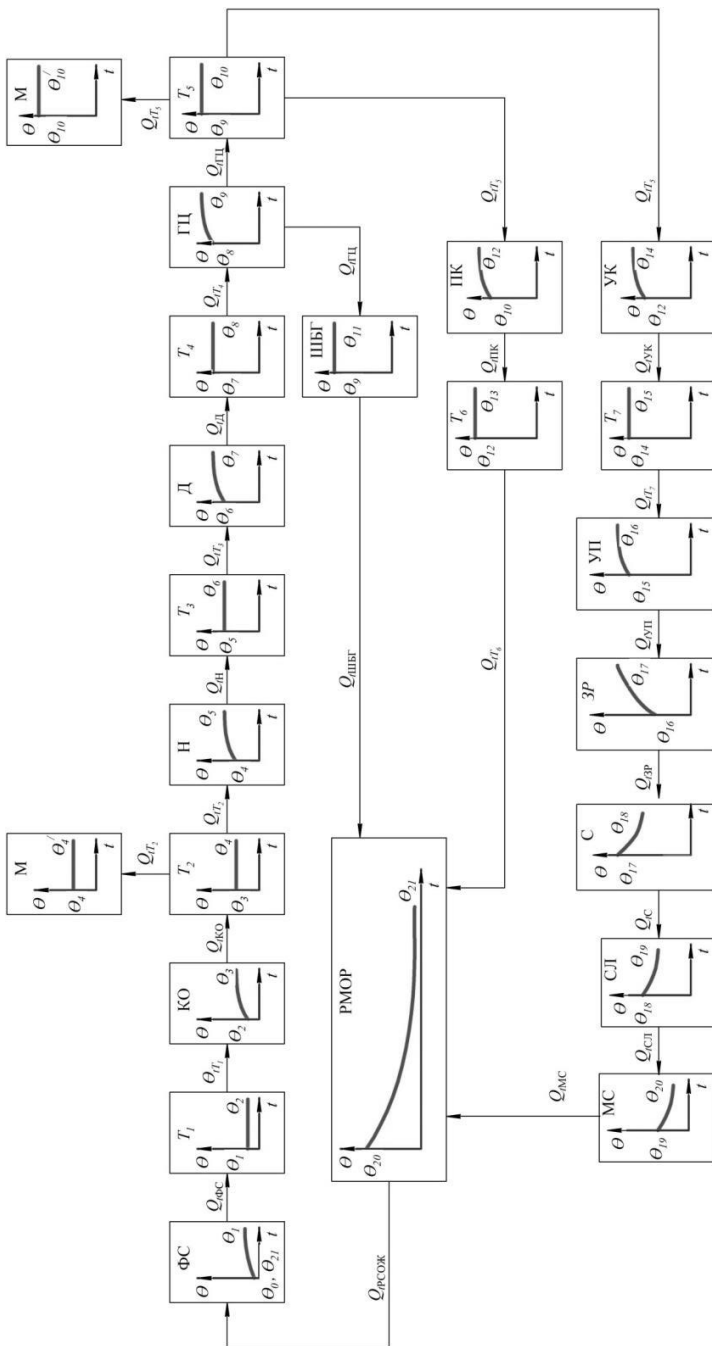 М
θ
θ₄
θ₄′
t
М
θ
θ₁₀
θ₁₀′
t
QtT₂
QtT₅
ФС
θ
θ₁
θ₀, θ₂₁
t
QtФС
T₁
θ
θ₁
θ₂
t
θtT₁
КО
θ
θ₂
θ₃
t
QtКО
T₂
θ
θ₃
θ₄
t
QtT₂
Н
θ
θ₄
θ₅
t
QtН
T₃
θ
θ₅
θ₆
t
QtT₃
Д
θ
θ₆
θ₇
t
QtД
T₄
θ
θ₇
θ₈
t
QtT₄
ГЦ
θ
θ₈
θ₉
t
QtГЦ
T₅
θ
θ₉
θ₁₀
t
QtГЦ
ШБГ
θ
θ₉
θ₁₁
t
QtШБГ
РМОР
θ
θ₂₀
θ₂₁
t
QtРСОЖ
QtT₆
T₆
θ
θ₁₂
θ₁₃
t
QtПК
ПК
θ
θ₁₀
θ₁₂
t
QtT₅
QtМС
МС
θ
θ₁₉
θ₂₀
t
QtСЛ
СЛ
θ
θ₁₈
θ₁₉
t
QtС
С
θ
θ₁₇
θ₁₈
t
QtЗР
ЗР
θ
θ₁₆
θ₁₇
t
QtУП
УП
θ
θ₁₅
θ₁₆
t
QtT₇
T₇
θ
θ₁₄
θ₁₅
t
QtУК
УК
θ
θ₁₂
θ₁₄
t
QtT₅